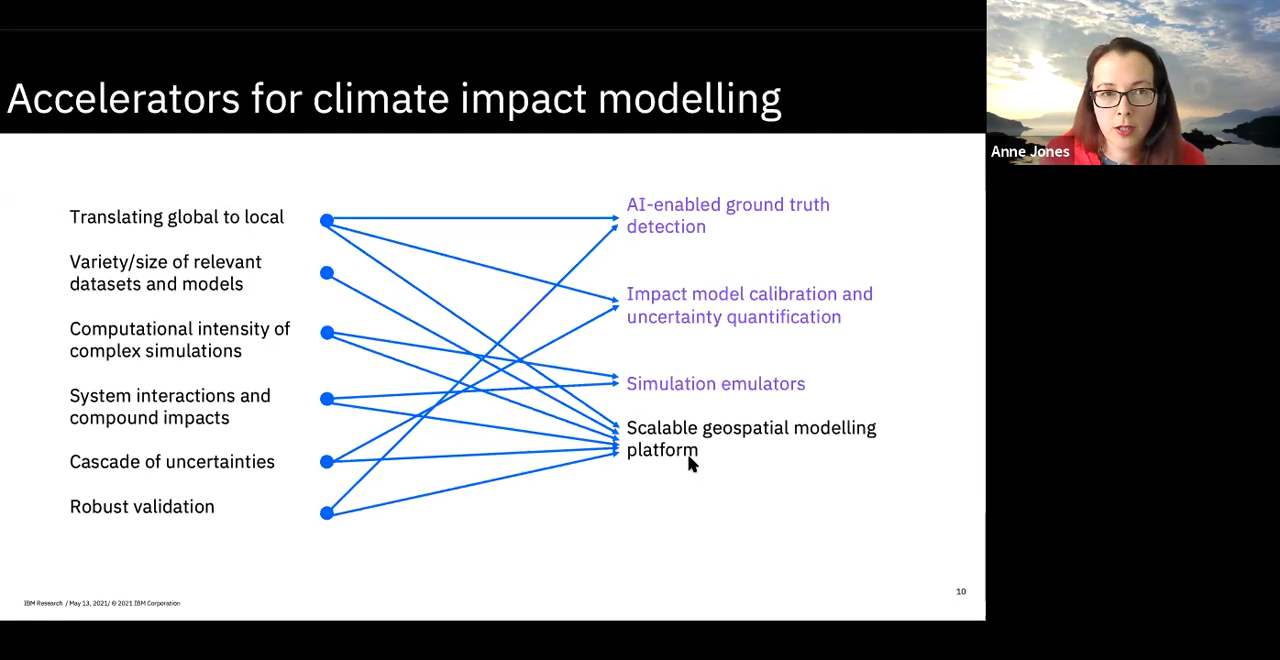 Accelerators for climate impact modelling
Anne Jones
Translating global to local
Variety/size of relevant
datasets and models
Computational intensity of
complex simulations
System interactions and
compound impacts
Cascade of uncertainties
Robust validation
AI-enabled ground truth
detection
Impact model calibration and
uncertainty quantification
Simulation emulators
Scalable geospatial modelling
platform
IBM Research / May 13, 2021/ © 2021 IBM Corporation
10